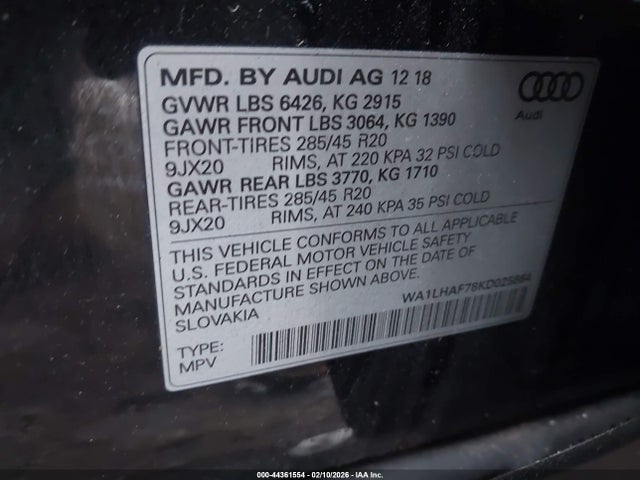 MFD. BY AUDI AG 12 18
GVWR LBS 6426, KG 2915
GAWR FRONT LBS 3064, KG 1390
FRONT-TIRES 285/45 R20
9JX20 RIMS, AT 220 KPA 32 PSI COLD
GAWR REAR LBS 3770, KG 1710
REAR-TIRES 285/45 R20
9JX20 RIMS, AT 240 KPA 35 PSI COLD
THIS VEHICLE CONFORMS TO ALL APPLICABLE
U.S. FEDERAL MOTOR VEHICLE SAFETY
STANDARDS IN EFFECT ON THE DATE OF
MANUFACTURE SHOWN ABOVE.
SLOVAKIA
TYPE:
MPV
Audi
000-44361554 - 02/10/2026 - IAA Inc.